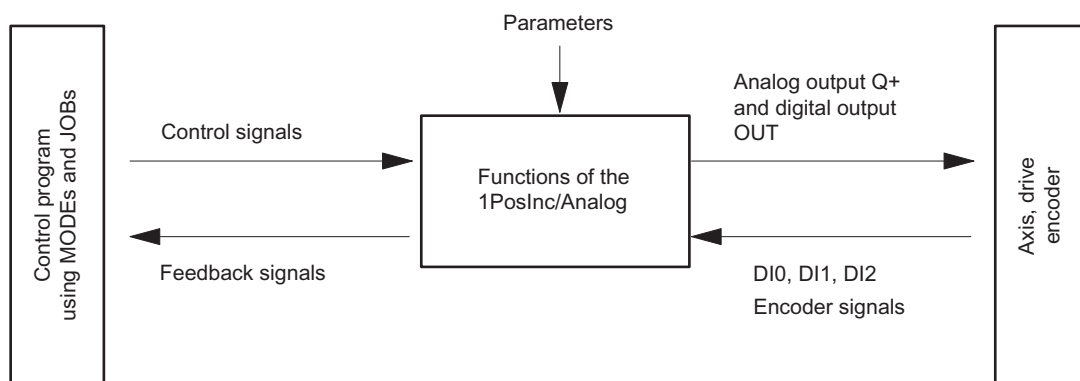 Parameters
Control program
using MODEs and JOBs
Control signals
Feedback signals
Functions of the
1PosInc/Analog
Analog output Q+
and digital output
OUT
DI0, DI1, DI2
Encoder signals
Axis, drive
encoder